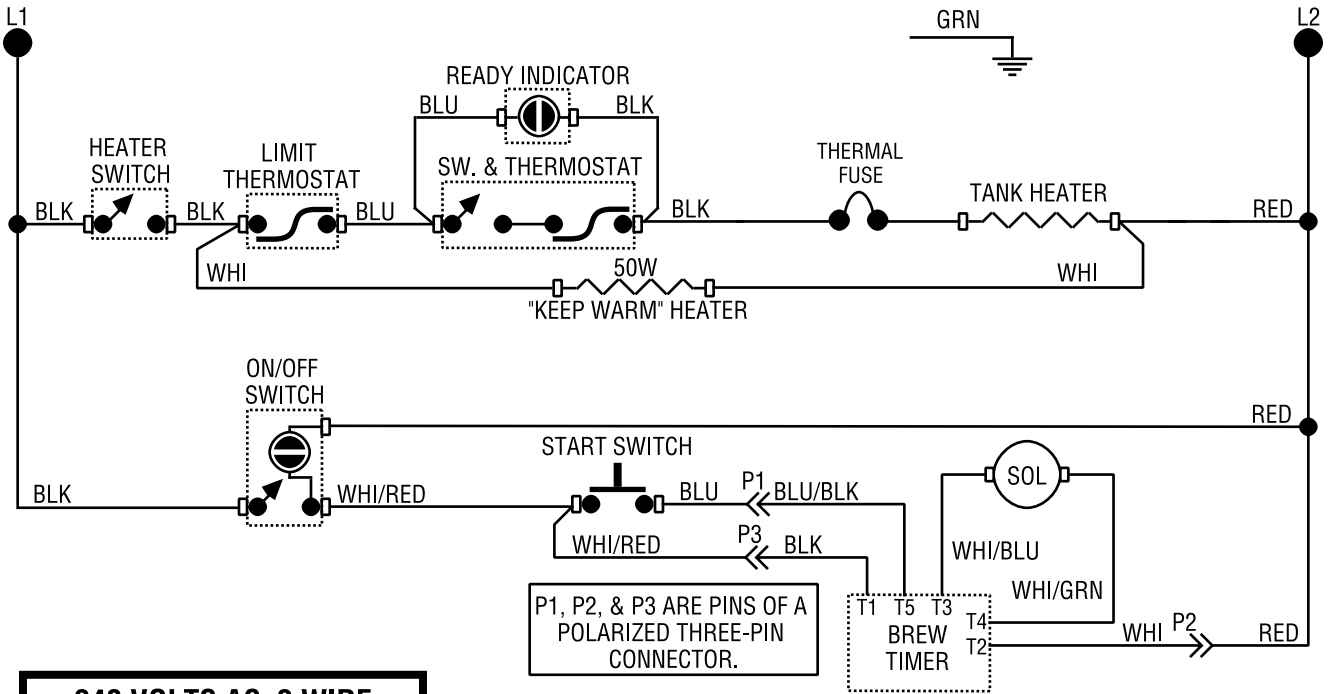 L1
GRN
L2
READY INDICATOR
BLU
BLK
HEATER
SWITCH
LIMIT
THERMOSTAT
SW. & THERMOSTAT
THERMAL
FUSE
TANK HEATER
BLK
BLK
BLU
BLK
RED
WHI
50W
WHI
"KEEP WARM" HEATER
ON/OFF
SWITCH
RED
START SWITCH
SOL
BLK
WHI/RED
BLU
P1
BLU/BLK
WHI/RED
P3
BLK
WHI/BLU
WHI/GRN
P1, P2, & P3 ARE PINS OF A
POLARIZED THREE-PIN
CONNECTOR.
T1
T5
T3
T4
T2
BREW
TIMER
WHI
P2
RED